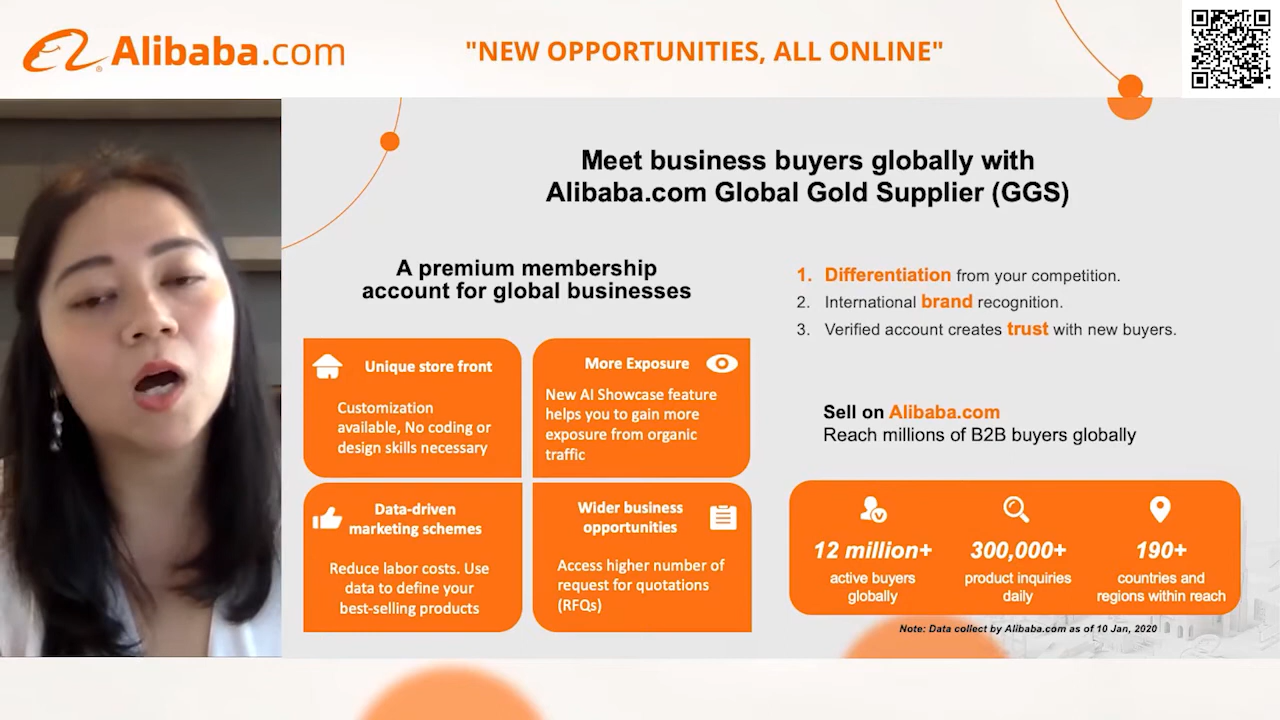 Alibaba.com
"NEW OPPORTUNITIES, ALL ONLINE"
Meet business buyers globally with
Alibaba.com Global Gold Supplier (GGS)
A premium membership
account for global businesses
Unique store front
Customization
available, No coding or
design skills necessary
More Exposure
New AI Showcase feature
helps you to gain more
exposure from organic
traffic
Data-driven
marketing schemes
Reduce labor costs. Use
data to define your
best-selling products
Wider business
opportunities
Access higher number of
request for quotations
(RFQs)
1. Differentiation from your competition.
2. International brand recognition.
3. Verified account creates trust with new buyers.
Sell on Alibaba.com
Reach millions of B2B buyers globally
12 million+
active buyers
globally
300,000+
product inquiries
daily
190+
countries and
regions within reach
Note: Data collect by Alibaba.com as of 10 Jan, 2020